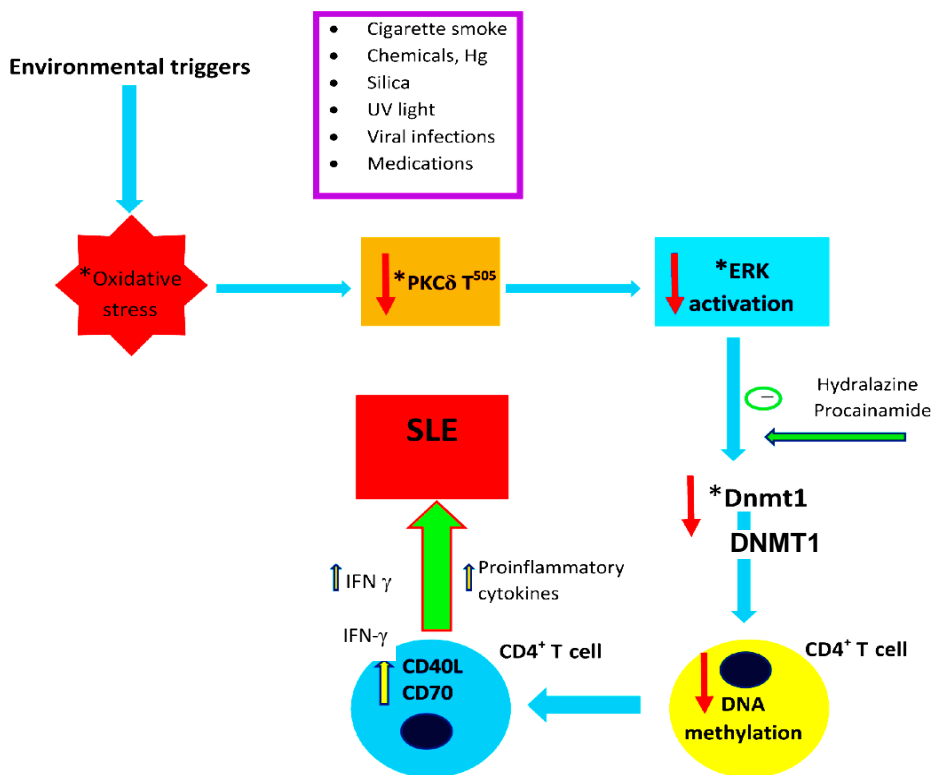 Environmental triggers
• Cigarette smoke
• Chemicals, Hg
• Silica
• UV light
• Viral infections
• Medications
*Oxidative
stress
*PKCδ T⁵⁰⁵
*ERK
activation
Hydralazine
Procainamide
−
SLE
*Dnmt1
DNMT1
IFN γ
Proinflammatory
cytokines
IFN-γ
CD4⁺ T cell
CD40L
CD70
CD4⁺ T cell
DNA
methylation